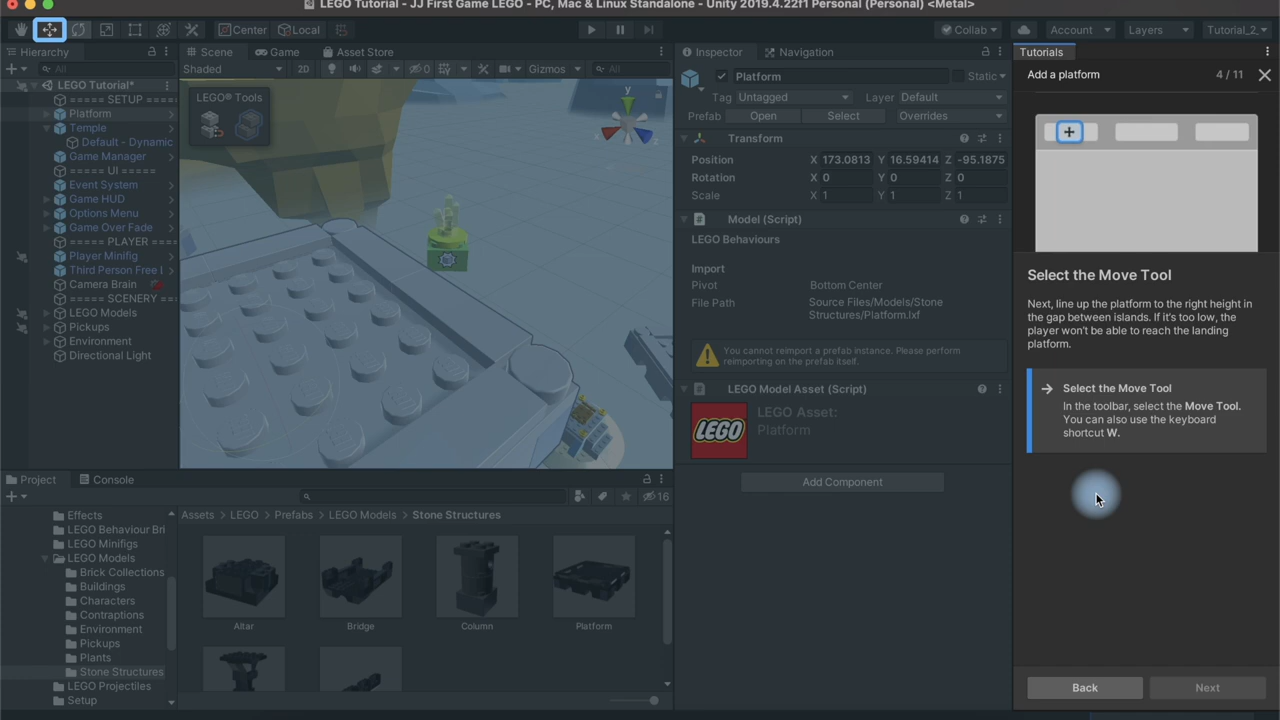 LEGO Tutorial - JJ First Game LEGO - PC, Mac & Linux Standalone - Unity 2019.4.22f1 Personal (Personal) <Metal>
Center
Local
Collab
Account
Layers
Tutorial_2_
Hierarchy
All
LEGO Tutorial*
===== SETUP =====
Platform
Temple
Default - Dynamic
Game Manager
===== UI =====
Event System
Game HUD
Options Menu
Game Over Fade
===== PLAYER ====
Player Minifig
Third Person Free
Camera Brain
===== SCENERY ===
LEGO Models
Pickups
Environment
Directional Light
Scene
Game
Asset Store
Shaded
2D
0
Gizmos
All
LEGO® Tools
y
Inspector
Navigation
Platform
Static
Tag Untagged
Layer Default
Prefab Open Select Overrides
Transform
Position X 173.0813 Y 16.59414 Z -95.1875
Rotation X 0 Y 0 Z 0
Scale X 1 Y 1 Z 1
Model (Script)
LEGO Behaviours
Import
Pivot Bottom Center
File Path Source Files/Models/Stone
Structures/Platform.lxf
You cannot reimport a prefab instance. Please perform
reimporting on the prefab itself.
LEGO Model Asset (Script)
LEGO
LEGO Asset:
Platform
Add Component
Project
Console
16
Effects
LEGO Behaviour Bri
LEGO Minifigs
LEGO Models
Brick Collections
Buildings
Characters
Contraptions
Environment
Pickups
Plants
Stone Structures
LEGO Projectiles
Setup
Assets > LEGO > Prefabs > LEGO Models > Stone Structures
Altar
Bridge
Column
Platform
Tutorials
Add a platform
4 / 11
Select the Move Tool
Next, line up the platform to the right height in
the gap between islands. If it's too low, the
player won't be able to reach the landing
platform.
Select the Move Tool
In the toolbar, select the Move Tool.
You can also use the keyboard
shortcut W.
Back
Next